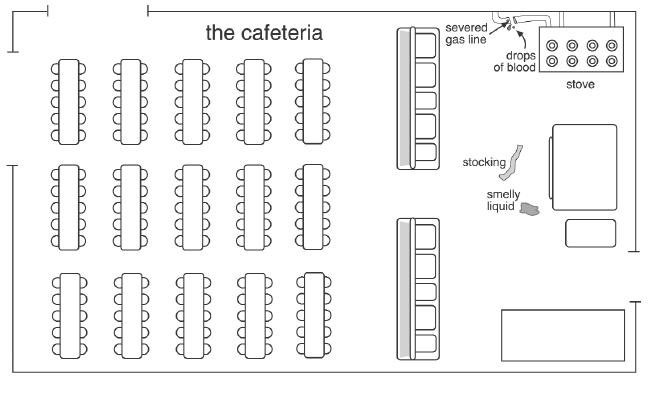 the cafeteria
severed
gas line
drops
of blood
stove
stocking
smelly
liquid